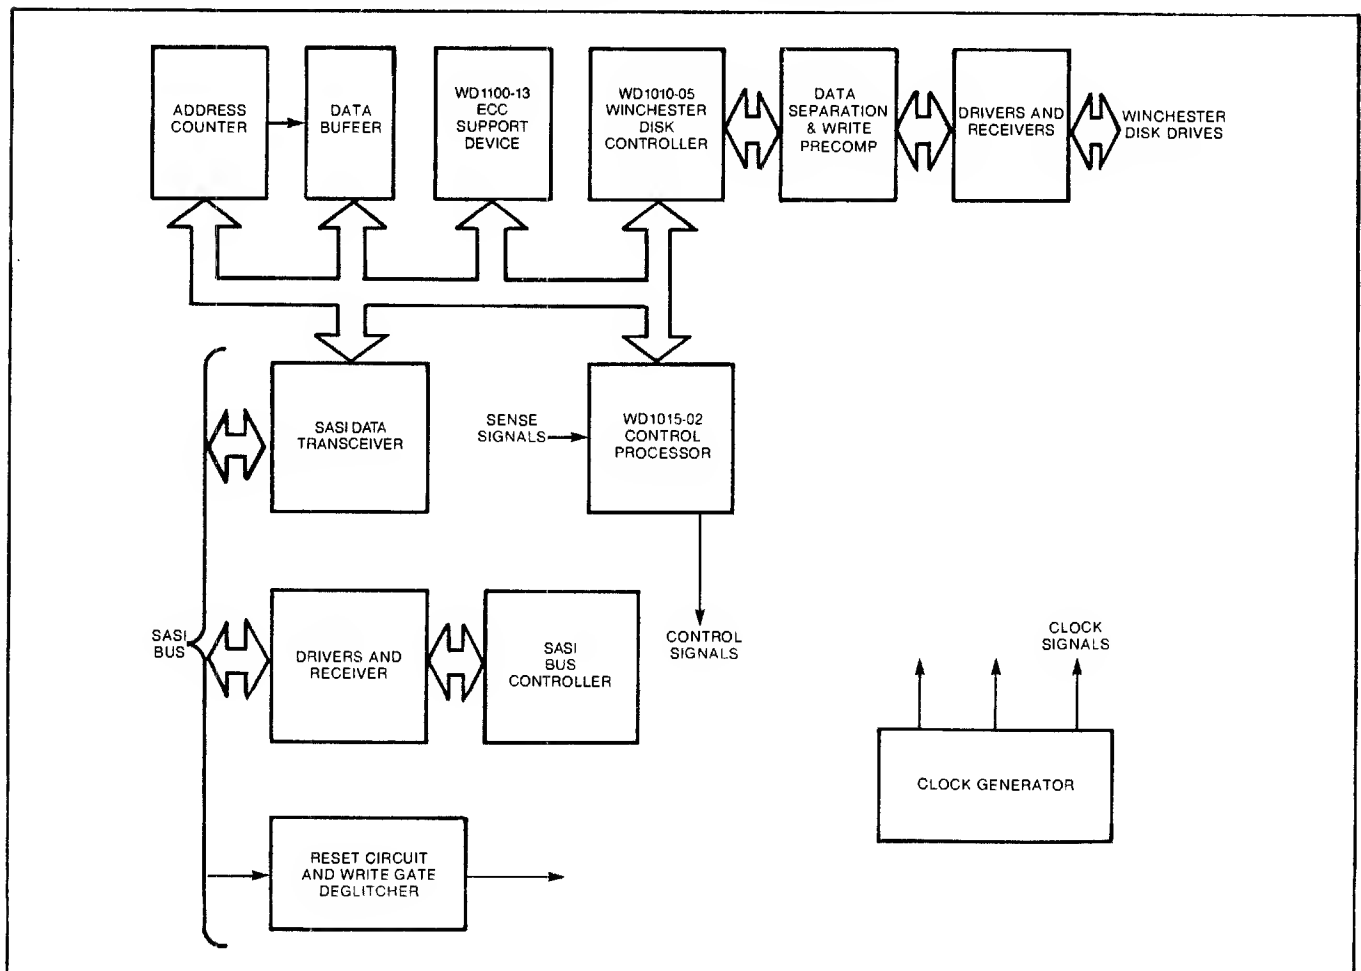 ADDRESS
COUNTER
DATA
BUFEER
WD1100-13
ECC
SUPPORT
DEVICE
WD1010-05
WINCHESTER
DISK
CONTROLLER
DATA
SEPARATION
& WRITE
PRECOMP
DRIVERS AND
RECEIVERS
WINCHESTER
DISK DRIVES
SASI DATA
TRANSCEIVER
SENSE
SIGNALS
WD1015-02
CONTROL
PROCESSOR
SASI
BUS
DRIVERS AND
RECEIVER
SASI
BUS
CONTROLLER
CONTROL
SIGNALS
CLOCK
SIGNALS
CLOCK GENERATOR
RESET CIRCUIT
AND WRITE GATE
DEGLITCHER